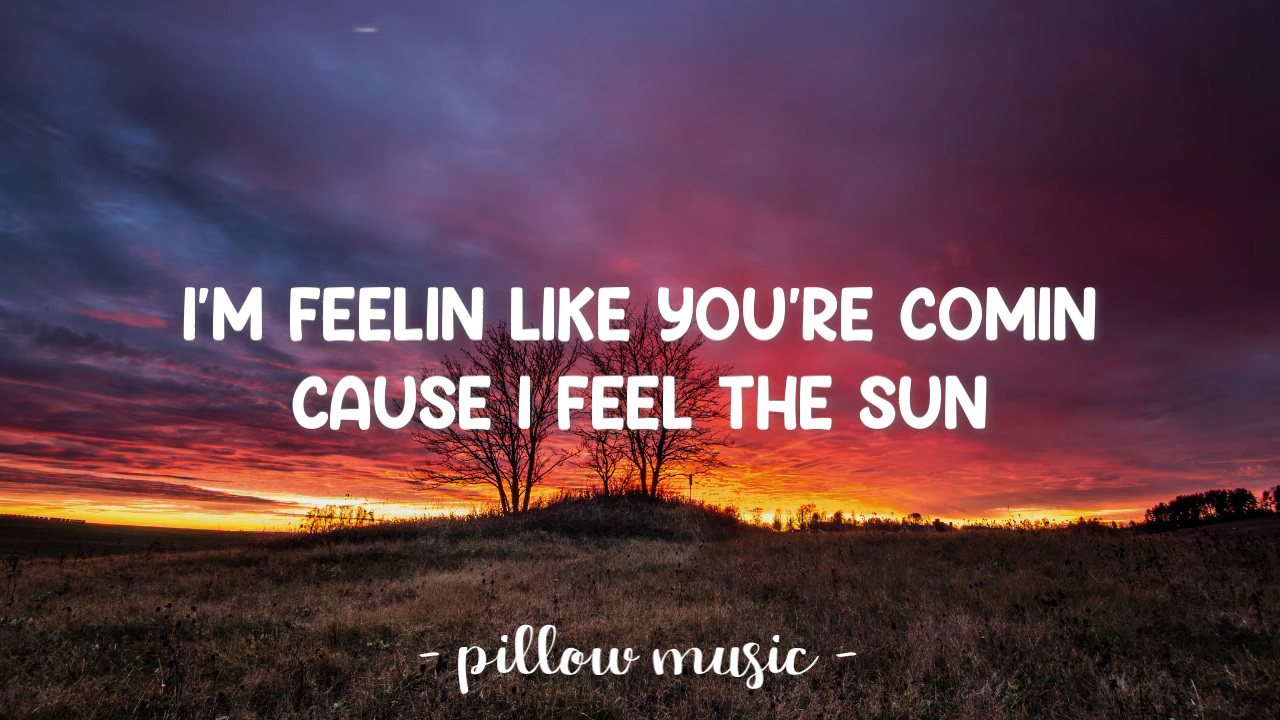 I'M FEELIN LIKE YOU'RE COMIN
CAUSE I FEEL THE SUN
- pillow music -